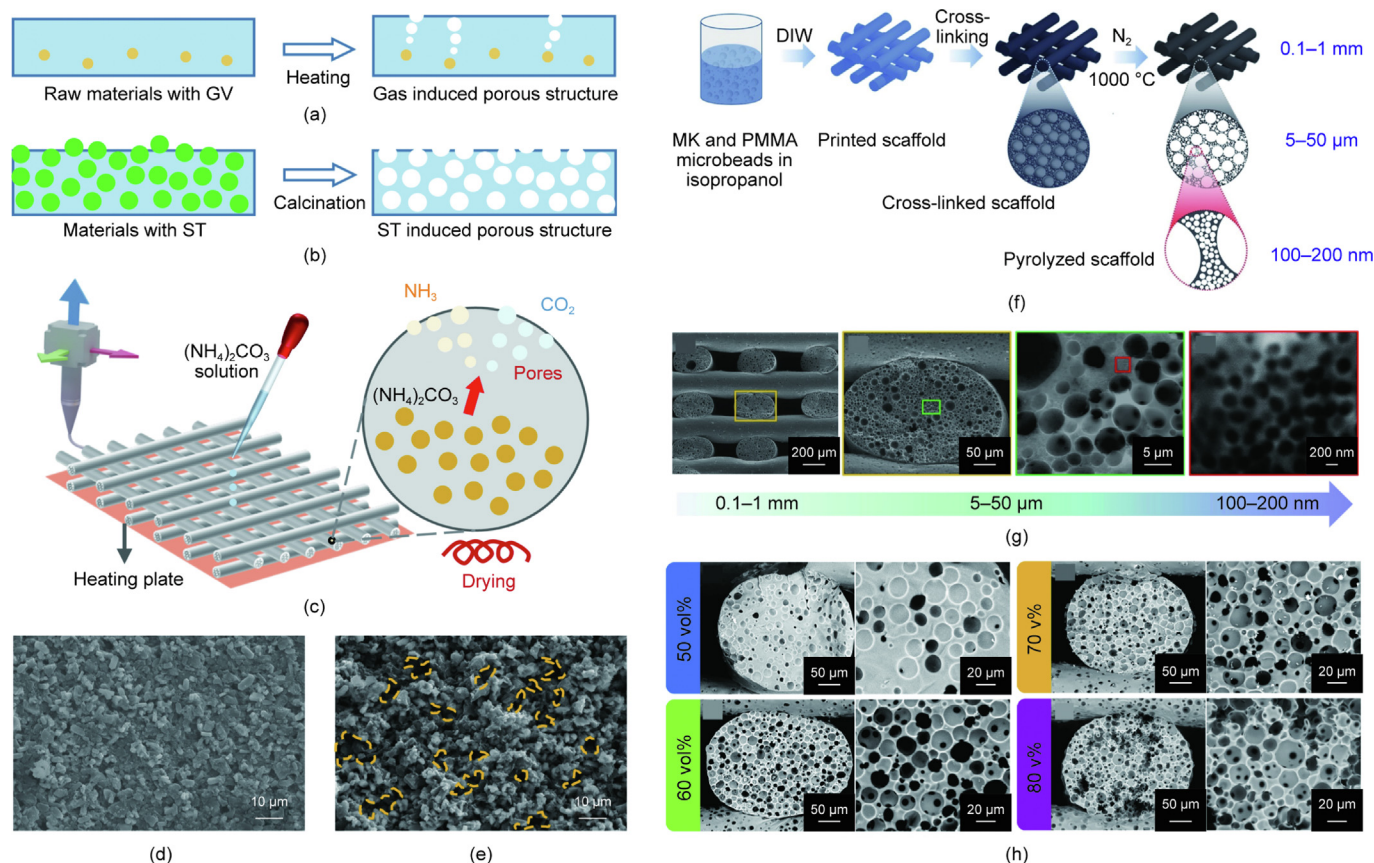 Heating
Raw materials with GV
Gas induced porous structure
(a)
Calcination
Materials with ST
ST induced porous structure
(b)
(NH₄)₂CO₃
solution
NH₃
CO₂
Pores
(NH₄)₂CO₃
Heating plate
Drying
(c)
10 µm
(d)
10 µm
(e)
DIW
Cross-
linking
N₂
1000 °C
0.1–1 mm
MK and PMMA
microbeads in
isopropanol
Printed scaffold
5–50 µm
Cross-linked scaffold
Pyrolyzed scaffold
100–200 nm
(f)
200 µm
50 µm
5 µm
200 nm
0.1–1 mm
5–50 µm
100–200 nm
(g)
50 vol%
50 µm
20 µm
70 v%
50 µm
20 µm
60 vol%
50 µm
20 µm
80 v%
50 µm
20 µm
(h)